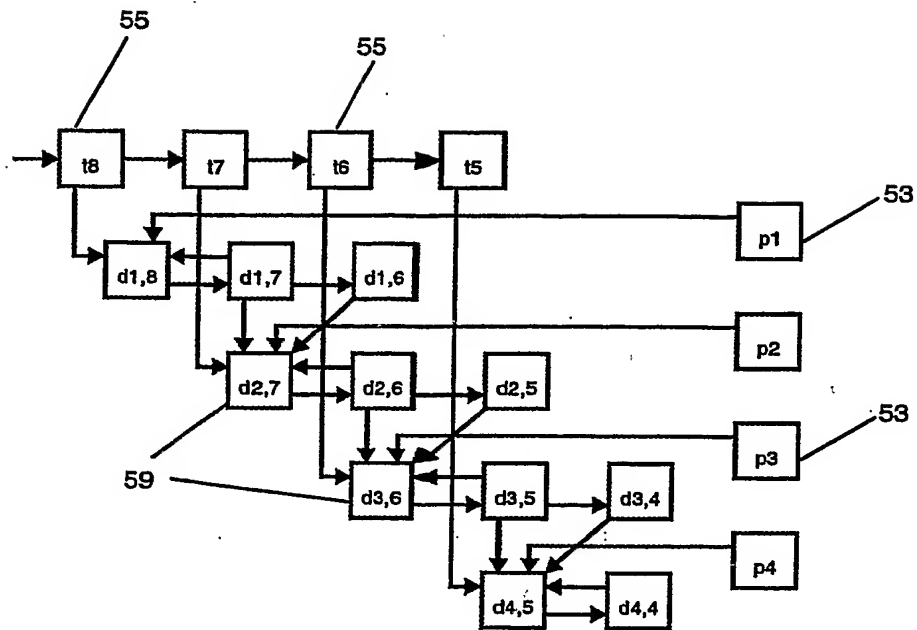 55
55
t8
t7
t6
t5
53
p1
d1,8
d1,7
d1,6
p2
d2,7
d2,6
d2,5
53
p3
59
d3,6
d3,5
d3,4
p4
d4,5
d4,4